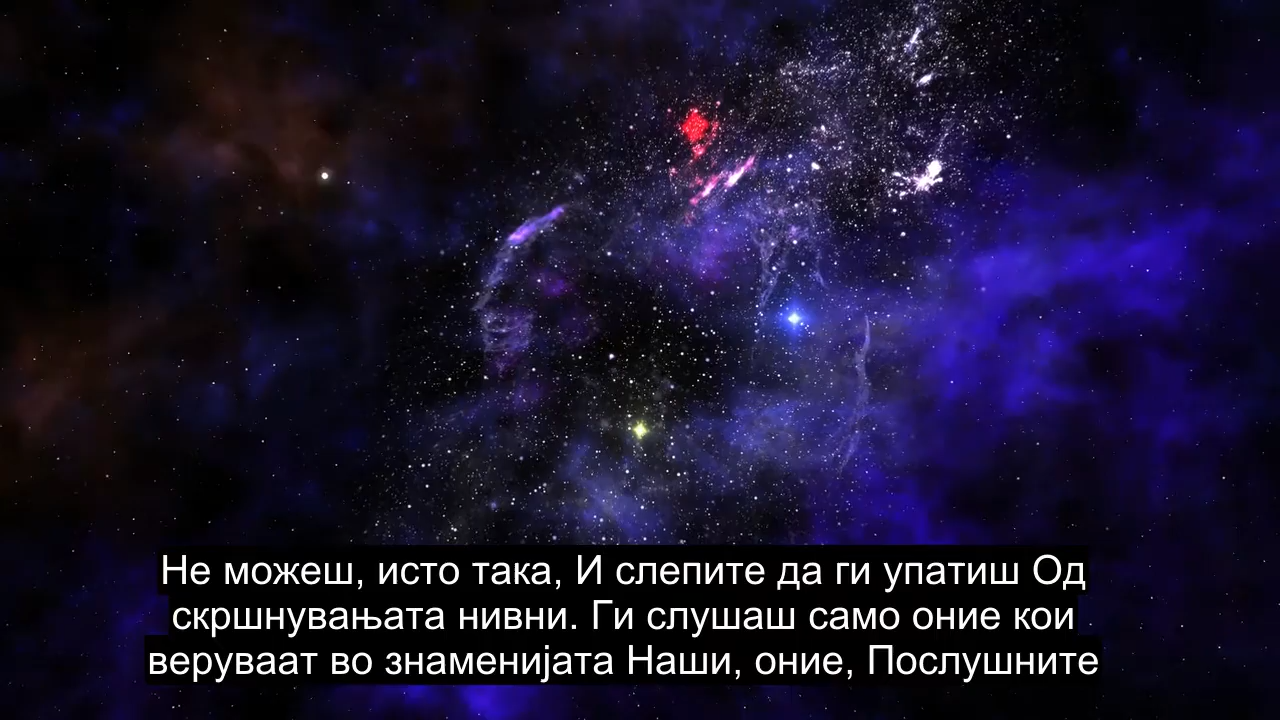 Не можеш, исто така, И слепите да ги упатиш Од
скршнувањата нивни. Ги слушаш само оние кои
веруваат во знаменијата Наши, оние, Послушните